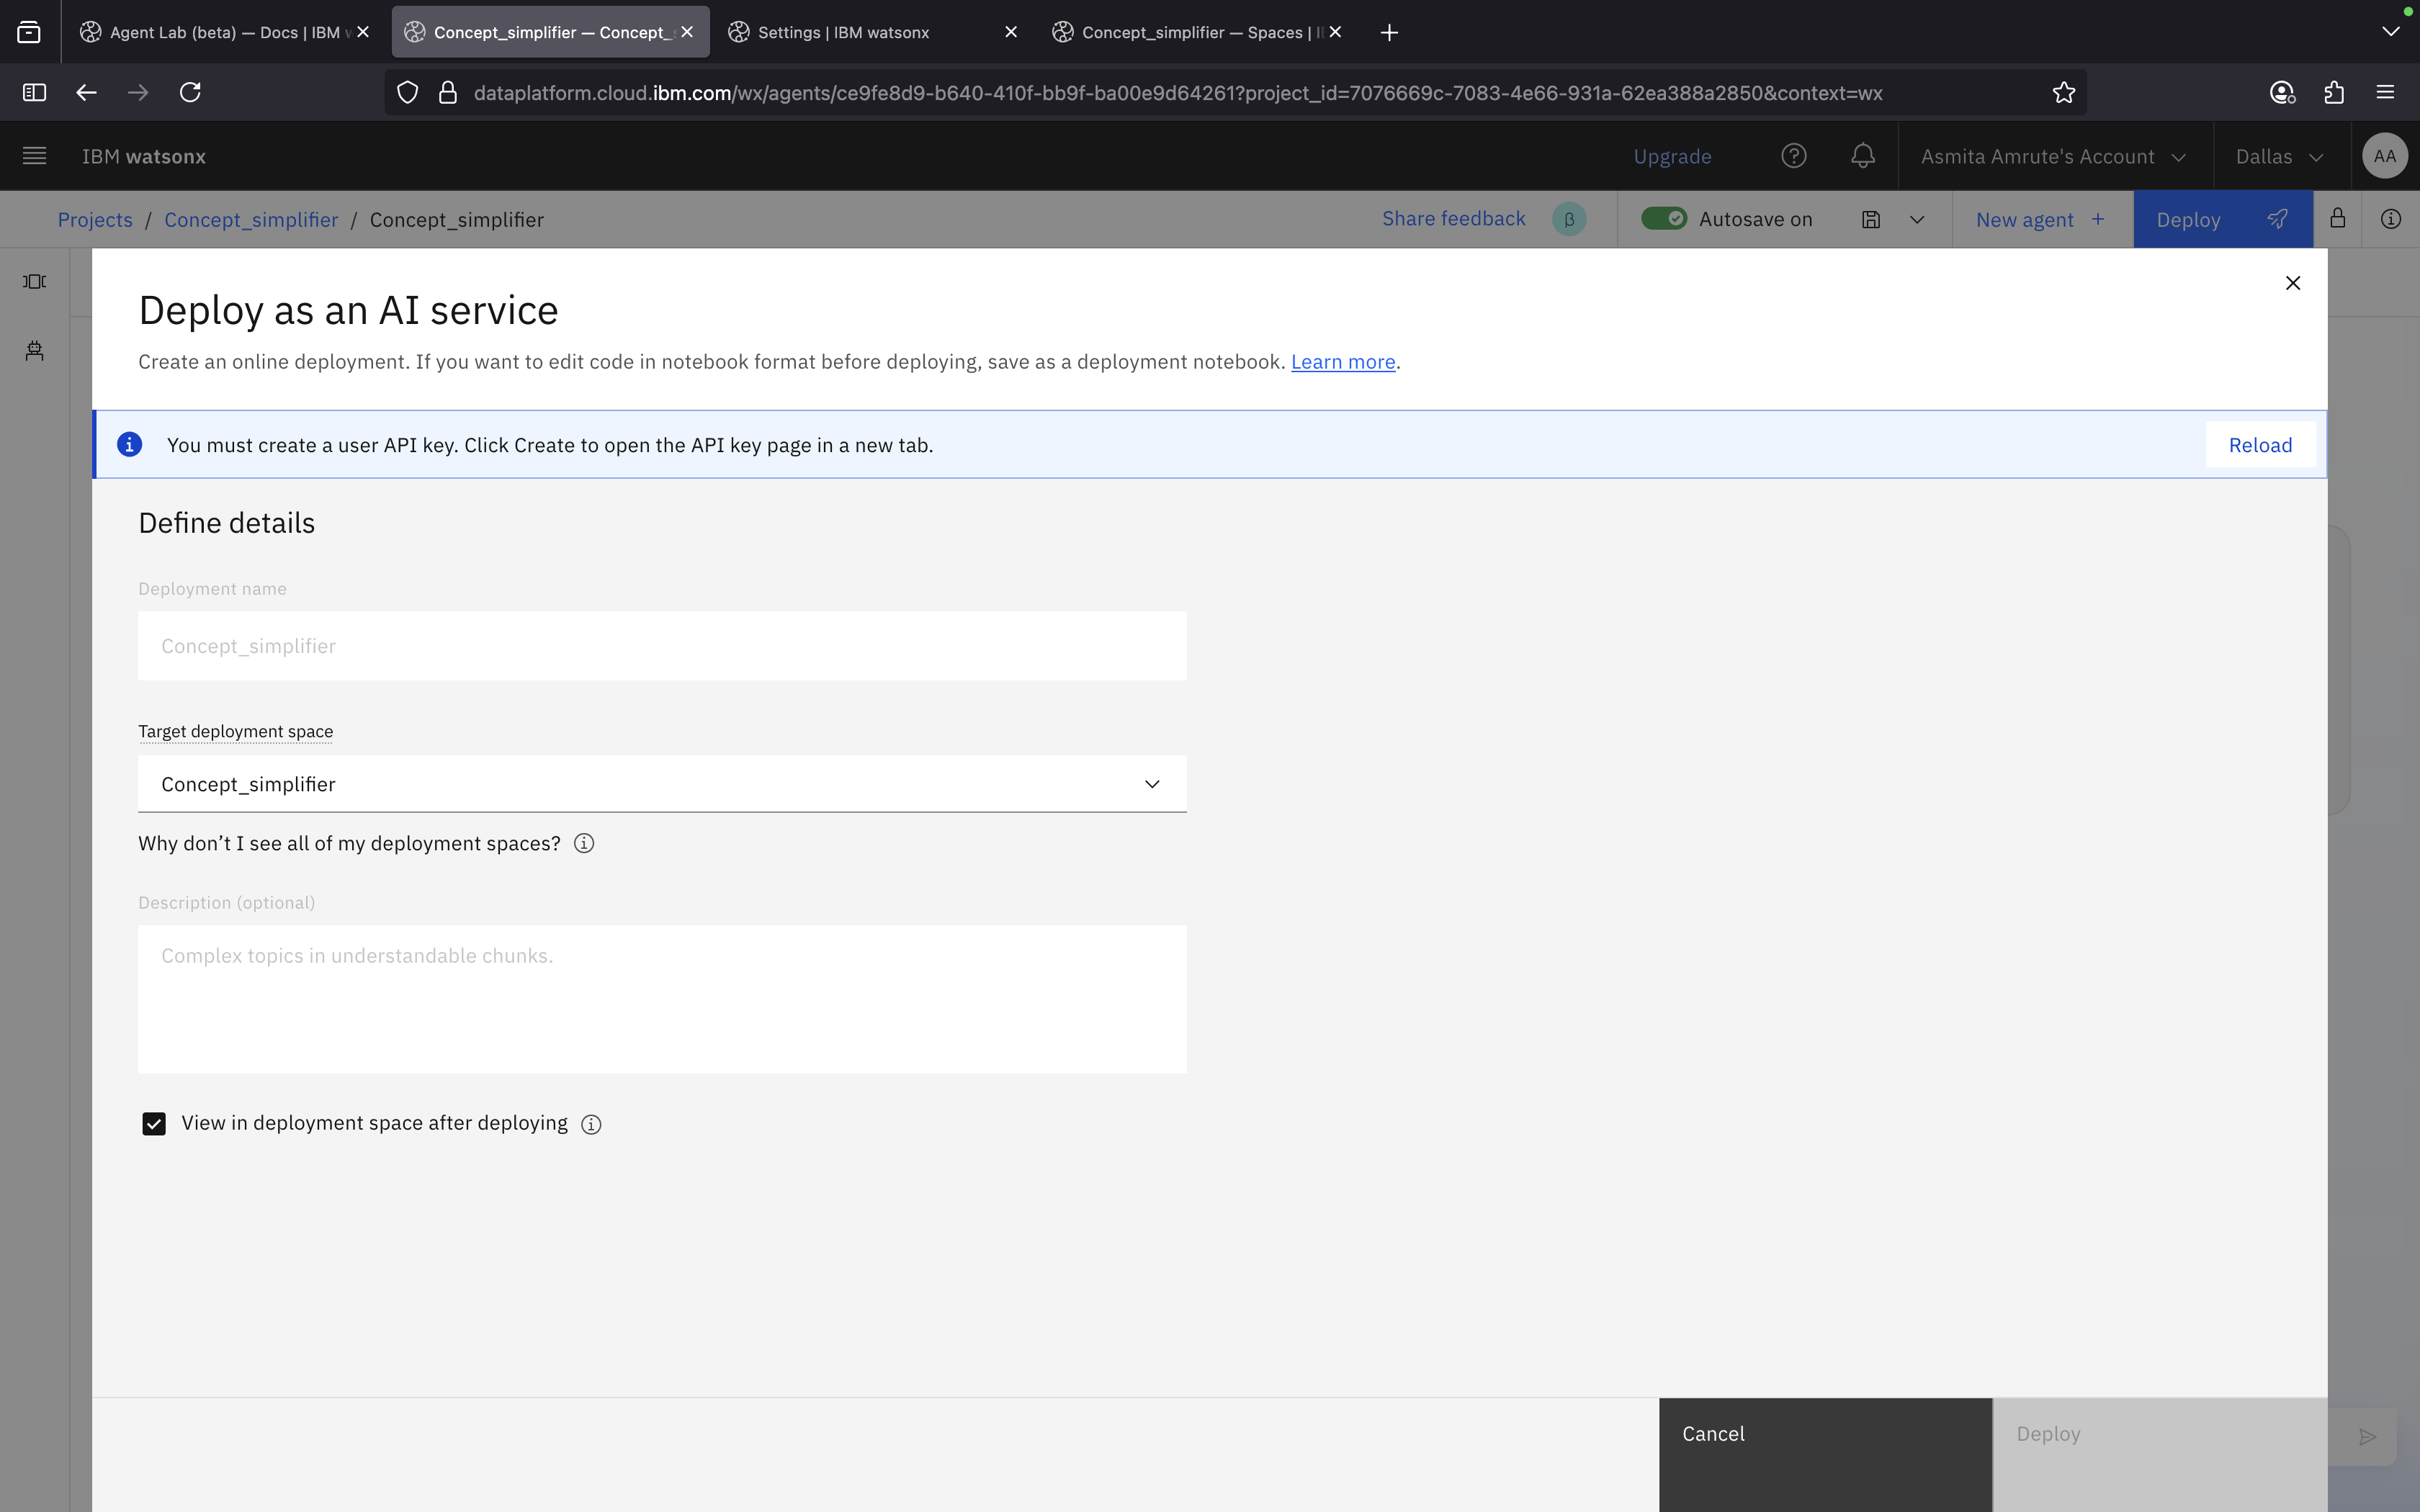 Agent Lab (beta) — Docs | IBM w
Concept_simplifier — Concept_s
Settings | IBM watsonx
Concept_simplifier — Spaces | IB
dataplatform.cloud.ibm.com/wx/agents/ce9fe8d9-b640-410f-bb9f-ba00e9d64261?project_id=7076669c-7083-4e66-931a-62ea388a2850&context=wx
IBM watsonx
Upgrade
Asmita Amrute's Account
Dallas
AA
Projects / Concept_simplifier / Concept_simplifier
Share feedback
β
Autosave on
New agent +
Deploy
Deploy as an AI service
Create an online deployment. If you want to edit code in notebook format before deploying, save as a deployment notebook. Learn more.
You must create a user API key. Click Create to open the API key page in a new tab.
Reload
Define details
Deployment name
Concept_simplifier
Target deployment space
Concept_simplifier
Why don’t I see all of my deployment spaces?
Description (optional)
Complex topics in understandable chunks.
View in deployment space after deploying
Cancel
Deploy